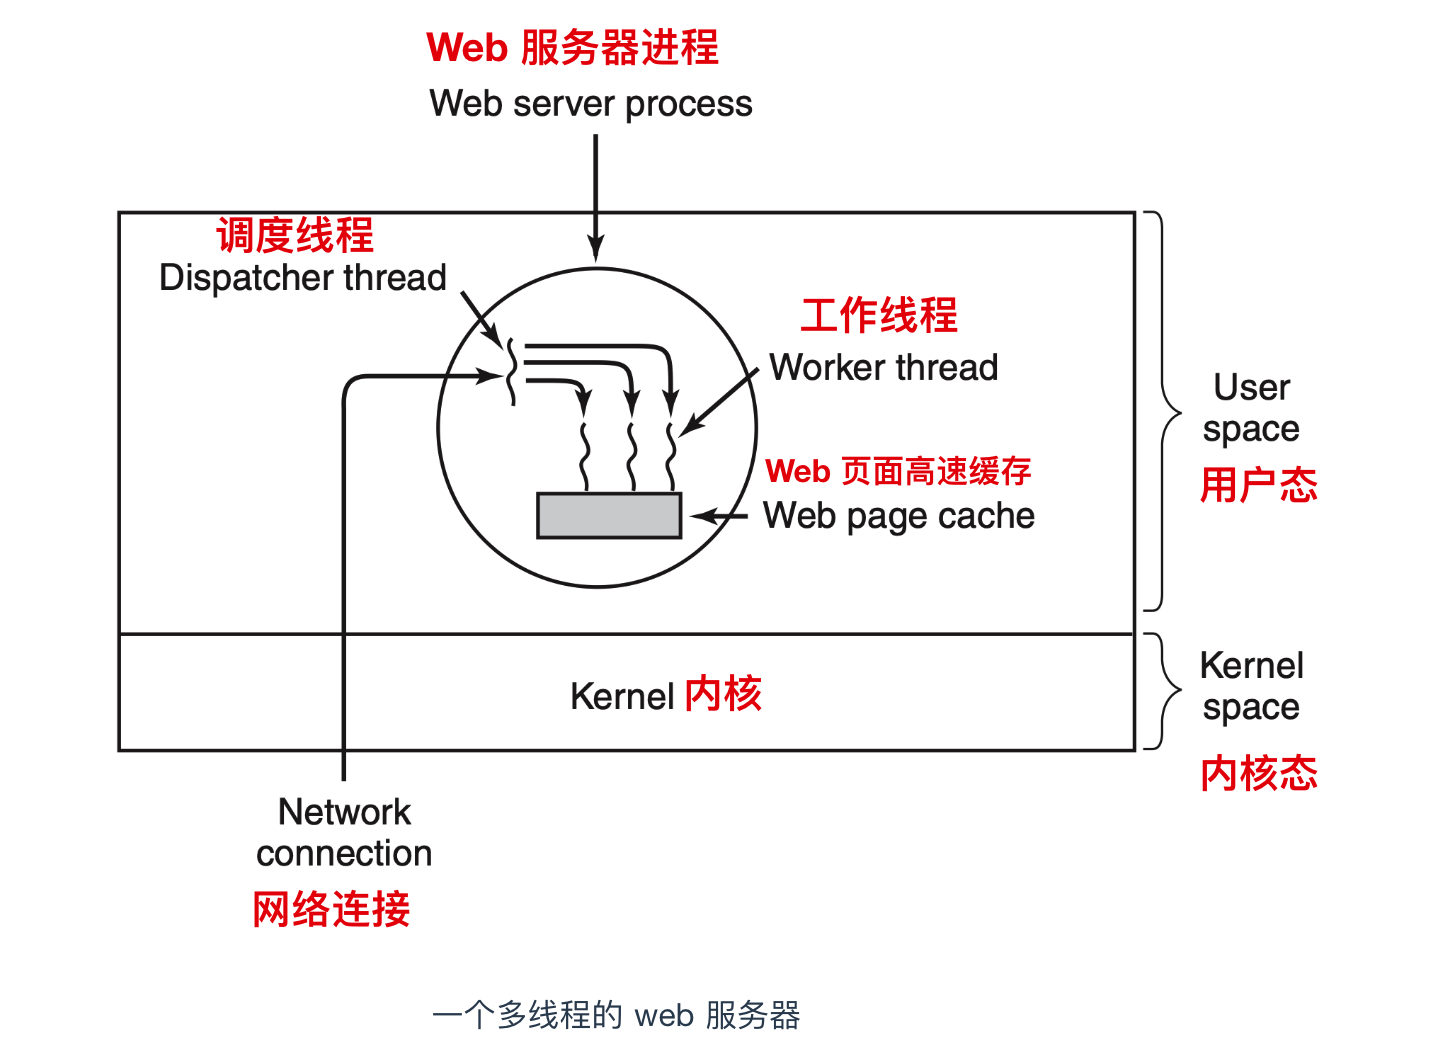 Web 服务器进程
Web server process
调度线程
Dispatcher thread
工作线程
Worker thread
Web 页面高速缓存
Web page cache
User
space
用户态
Kernel 内核
Kernel
space
内核态
Network
connection
网络连接
一个多线程的 web 服务器